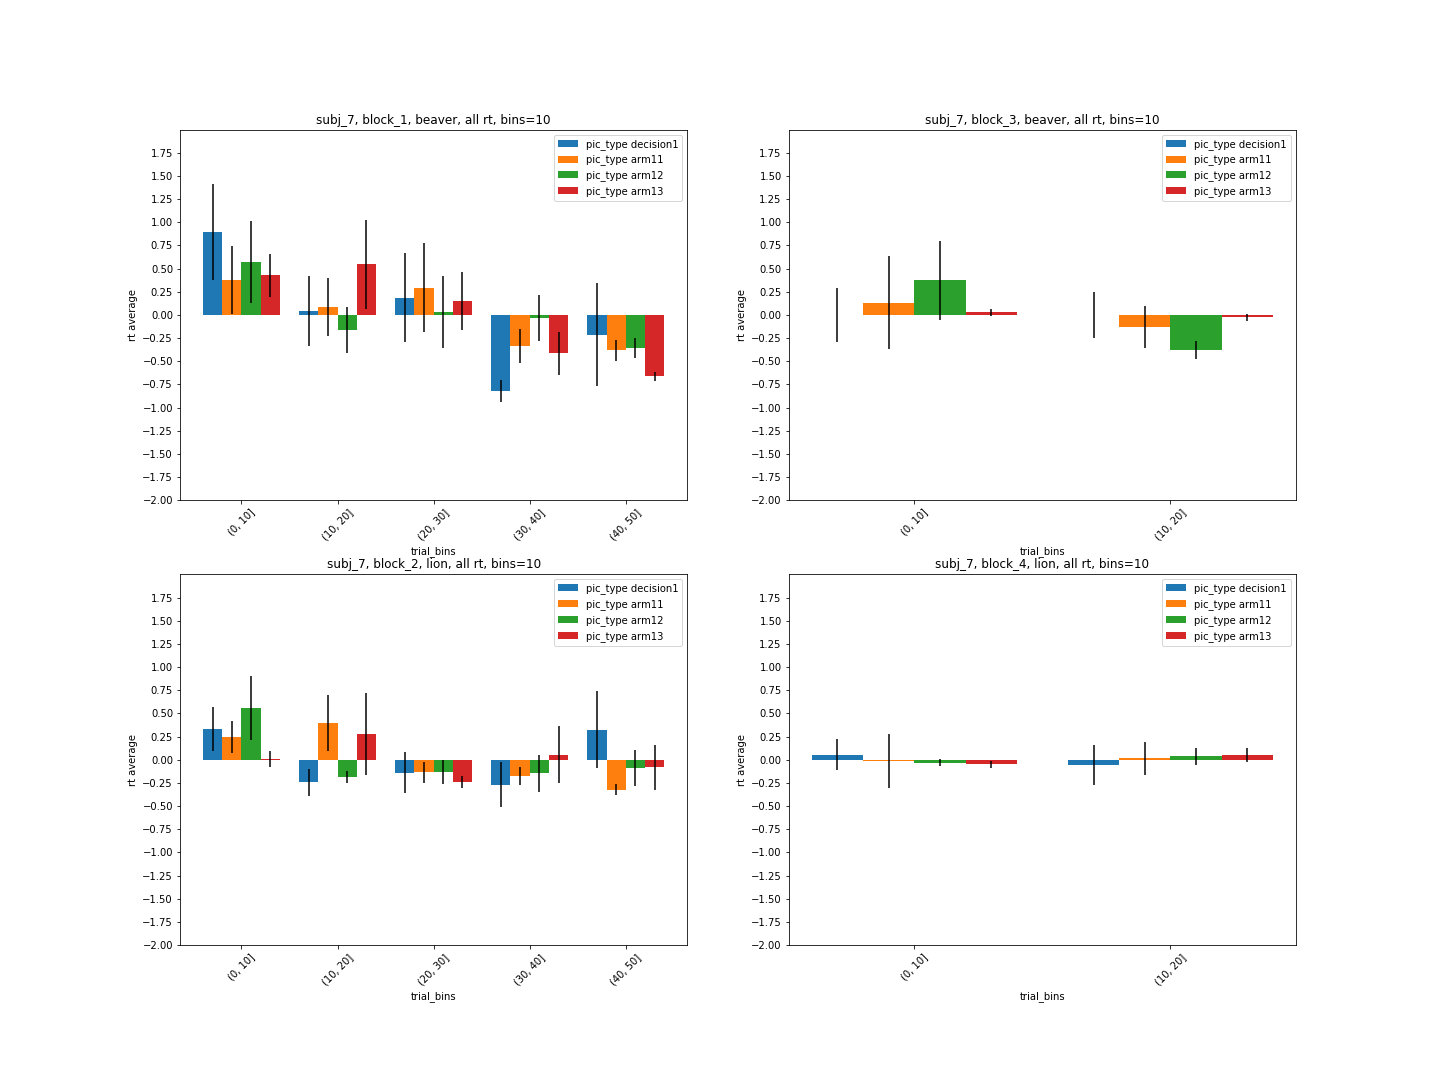 subj_7, block_1, beaver, all rt, bins=10
pic_type decision1
pic_type arm11
pic_type arm12
pic_type arm13
1.75
1.50
1.25
1.00
0.75
0.50
0.25
0.00
−0.25
−0.50
−0.75
−1.00
−1.25
−1.50
−1.75
−2.00
rt average
(0, 10]
(10, 20]
(20, 30]
(30, 40]
(40, 50]
trial_bins
subj_7, block_3, beaver, all rt, bins=10
pic_type decision1
pic_type arm11
pic_type arm12
pic_type arm13
1.75
1.50
1.25
1.00
0.75
0.50
0.25
0.00
−0.25
−0.50
−0.75
−1.00
−1.25
−1.50
−1.75
−2.00
rt average
(0, 10]
(10, 20]
trial_bins
subj_7, block_2, lion, all rt, bins=10
pic_type decision1
pic_type arm11
pic_type arm12
pic_type arm13
1.75
1.50
1.25
1.00
0.75
0.50
0.25
0.00
−0.25
−0.50
−0.75
−1.00
−1.25
−1.50
−1.75
−2.00
rt average
(0, 10]
(10, 20]
(20, 30]
(30, 40]
(40, 50]
trial_bins
subj_7, block_4, lion, all rt, bins=10
pic_type decision1
pic_type arm11
pic_type arm12
pic_type arm13
1.75
1.50
1.25
1.00
0.75
0.50
0.25
0.00
−0.25
−0.50
−0.75
−1.00
−1.25
−1.50
−1.75
−2.00
rt average
(0, 10]
(10, 20]
trial_bins